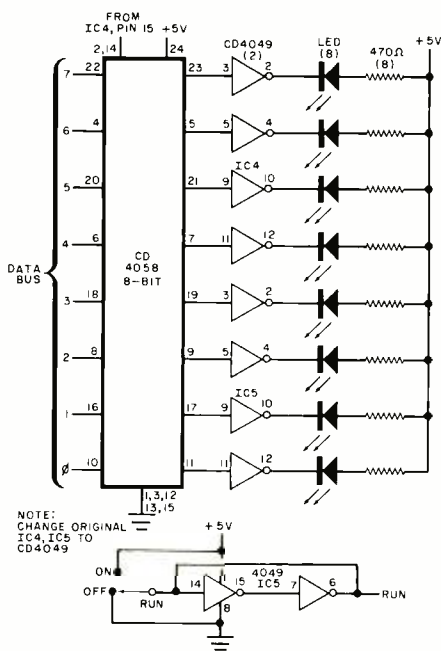 FROM
IC4, PIN 15 +5V
2,14 24
CD4049
(2)
LED
(8)
470Ω
(8)
+5V
7 22 23 3 2
6 4 5 5 4
IC4
5 20 21 9 10
4 6 7 11 12
DATA
BUS
CD
4058
8-BIT
3 18 19 3 2
2 8 9 5 4
IC5
1 16 17 9 10
Ø 10 11 11 12
1,3,12
13,15
NOTE:
CHANGE ORIGINAL
IC4, IC5 TO
CD4049
+5V
ON
OFF
RUN
14 1 15 4049
IC5
7 6 RUN
8